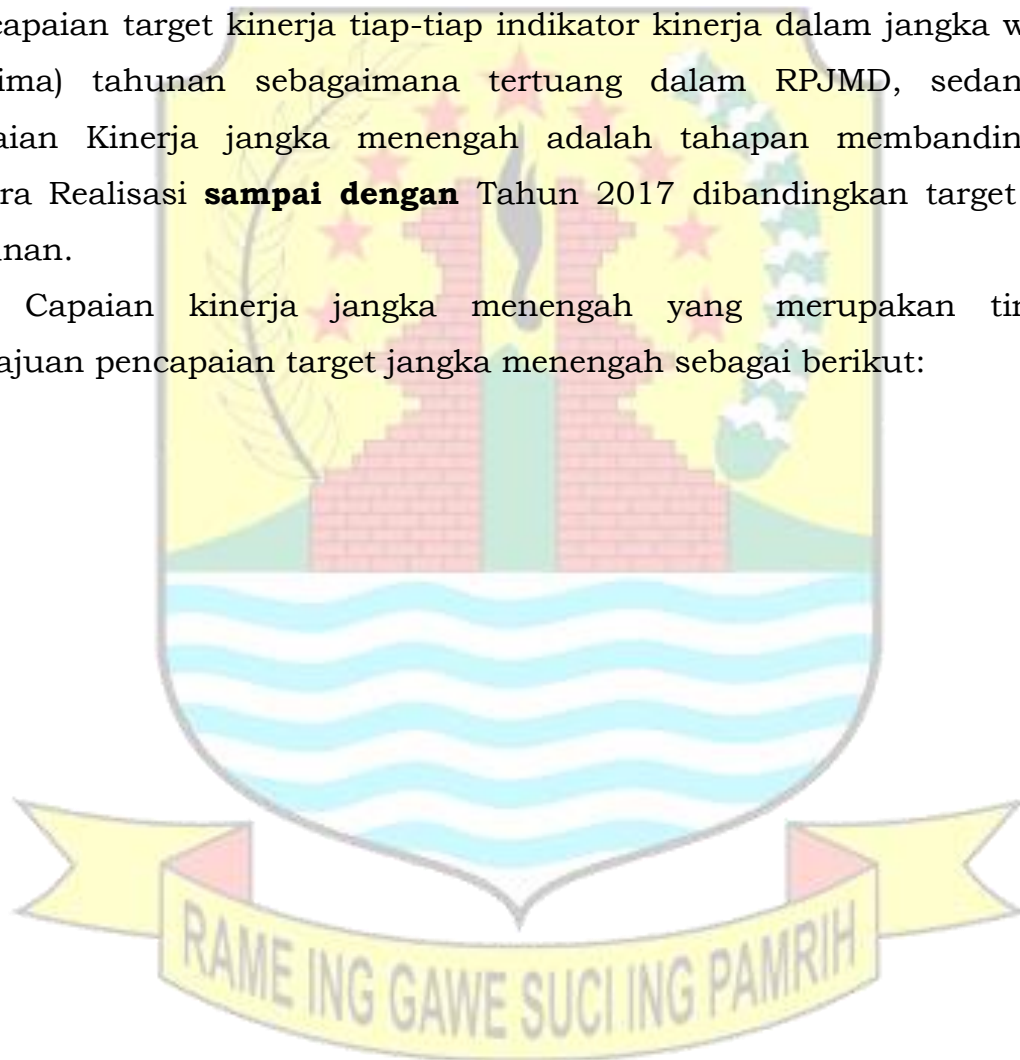 capaian target kinerja tiap-tiap indikator kinerja dalam jangka w
ima) tahunan sebagaimana tertuang dalam RPJMD, sedan
aian Kinerja jangka menengah adalah tahapan membandin
ra Realisasi sampai dengan Tahun 2017 dibandingkan target
nan.
Capaian kinerja jangka menengah yang merupakan tin
ajuan pencapaian target jangka menengah sebagai berikut:
RAME ING GAWE SUCI ING PAMRIH